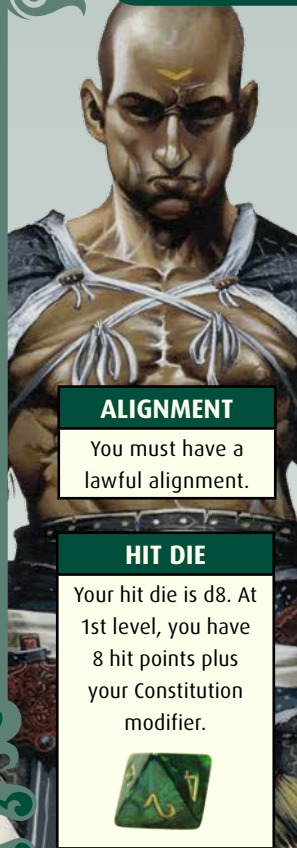 ALIGNMENT
You must have a
lawful alignment.
HIT DIE
Your hit die is d8. At
1st level, you have
8 hit points plus
your Constitution
modifier.